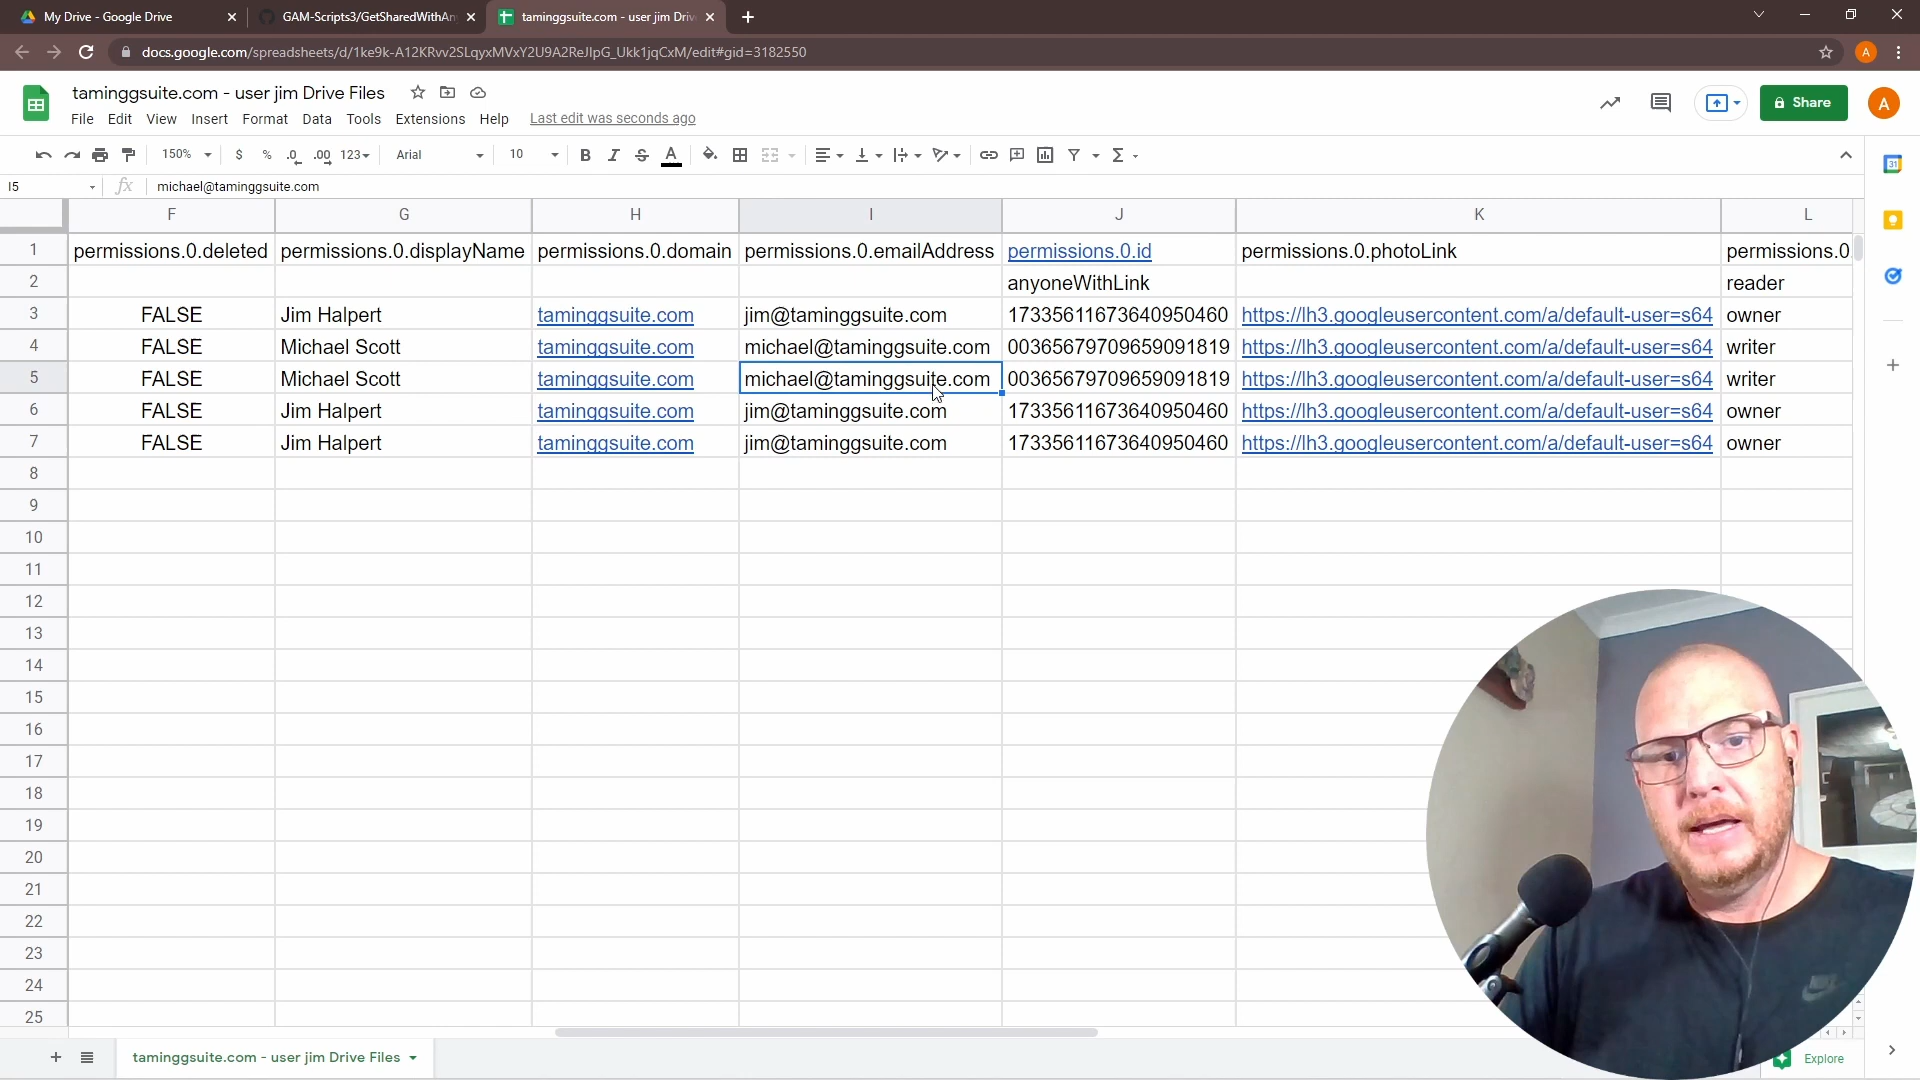 My Drive - Google Drive
GAM-Scripts3/GetSharedWithAn
taminggsuite.com - user jim Driv
docs.google.com/spreadsheets/d/1ke9k-A12KRvv2SLqyxMVxY2U9A2ReJIpG_Ukk1jqCxM/edit#gid=3182550
A
taminggsuite.com - user jim Drive Files
Share
A
File Edit View Insert Format Data Tools Extensions Help Last edit was seconds ago
150% $ % .0 .00 123 Arial 10 B I S A Σ
31
I5 fx michael@taminggsuite.com
F G H I J K L
1 permissions.0.deleted permissions.0.displayName permissions.0.domain permissions.0.emailAddress permissions.0.id permissions.0.photoLink permissions.0.
2 anyoneWithLink reader
3 FALSE Jim Halpert taminggsuite.com jim@taminggsuite.com 17335611673640950460 https://lh3.googleusercontent.com/a/default-user=s64 owner
4 FALSE Michael Scott taminggsuite.com michael@taminggsuite.com 00365679709659091819 https://lh3.googleusercontent.com/a/default-user=s64 writer
5 FALSE Michael Scott taminggsuite.com michael@taminggsuite.com 00365679709659091819 https://lh3.googleusercontent.com/a/default-user=s64 writer
6 FALSE Jim Halpert taminggsuite.com jim@taminggsuite.com 17335611673640950460 https://lh3.googleusercontent.com/a/default-user=s64 owner
7 FALSE Jim Halpert taminggsuite.com jim@taminggsuite.com 17335611673640950460 https://lh3.googleusercontent.com/a/default-user=s64 owner
8
9
10
11
12
13
14
15
16
17
18
19
20
21
22
23
24
25
taminggsuite.com - user jim Drive Files
Explore